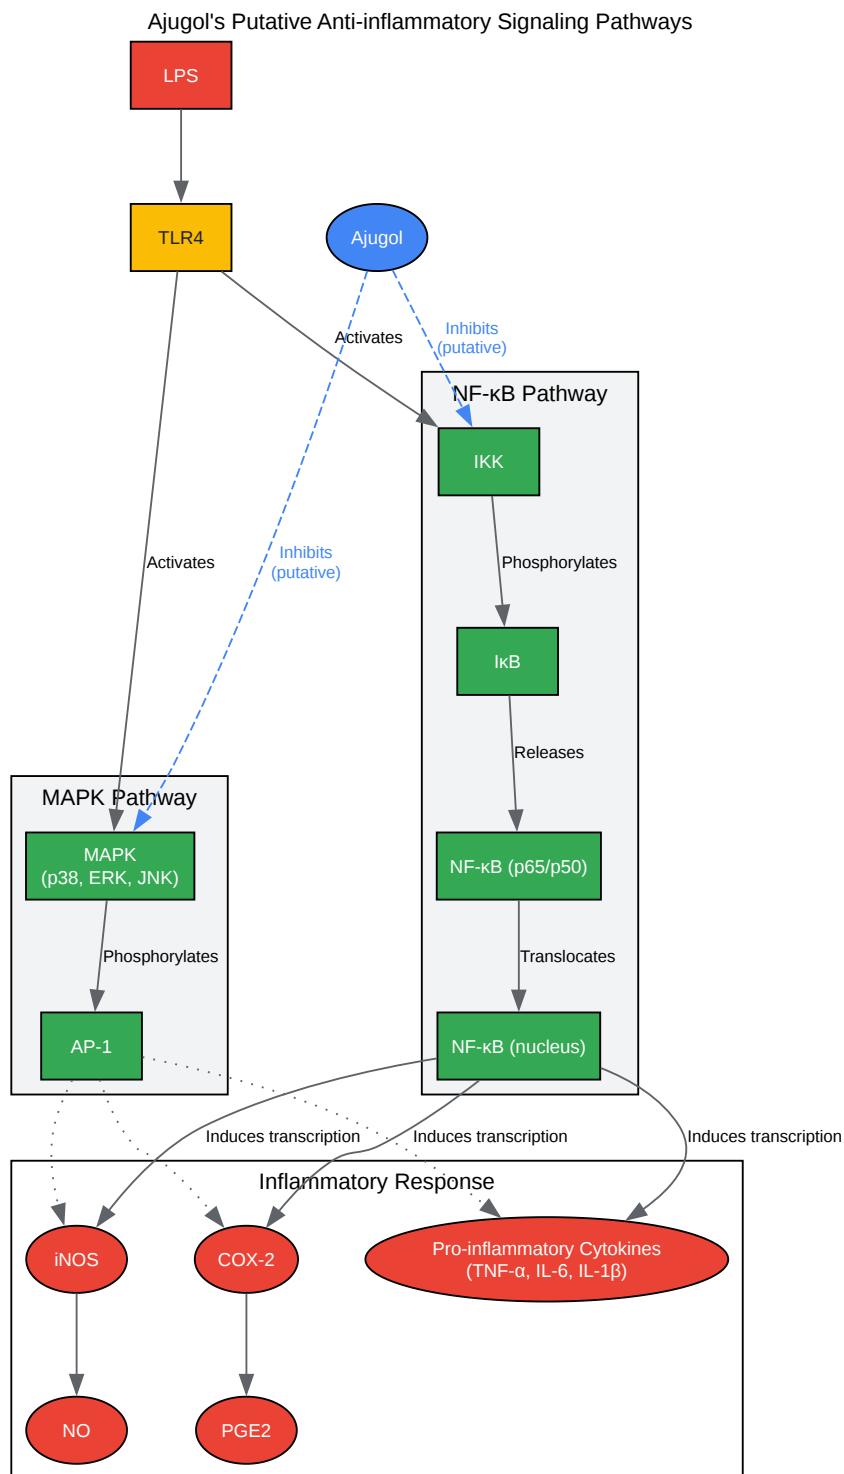 Ajugol's Putative Anti-inflammatory Signaling Pathways
LPS
TLR4
Ajugol
Activates
Inhibits
(putative)
NF-κB Pathway
IKK
Activates
Inhibits
(putative)
Phosphorylates
IκB
Releases
MAPK Pathway
MAPK
(p38, ERK, JNK)
NF-κB (p65/p50)
Phosphorylates
Translocates
AP-1
NF-κB (nucleus)
Induces transcription
Induces transcription
Induces transcription
Inflammatory Response
iNOS
COX-2
Pro-inflammatory Cytokines
(TNF-α, IL-6, IL-1β)
NO
PGE2